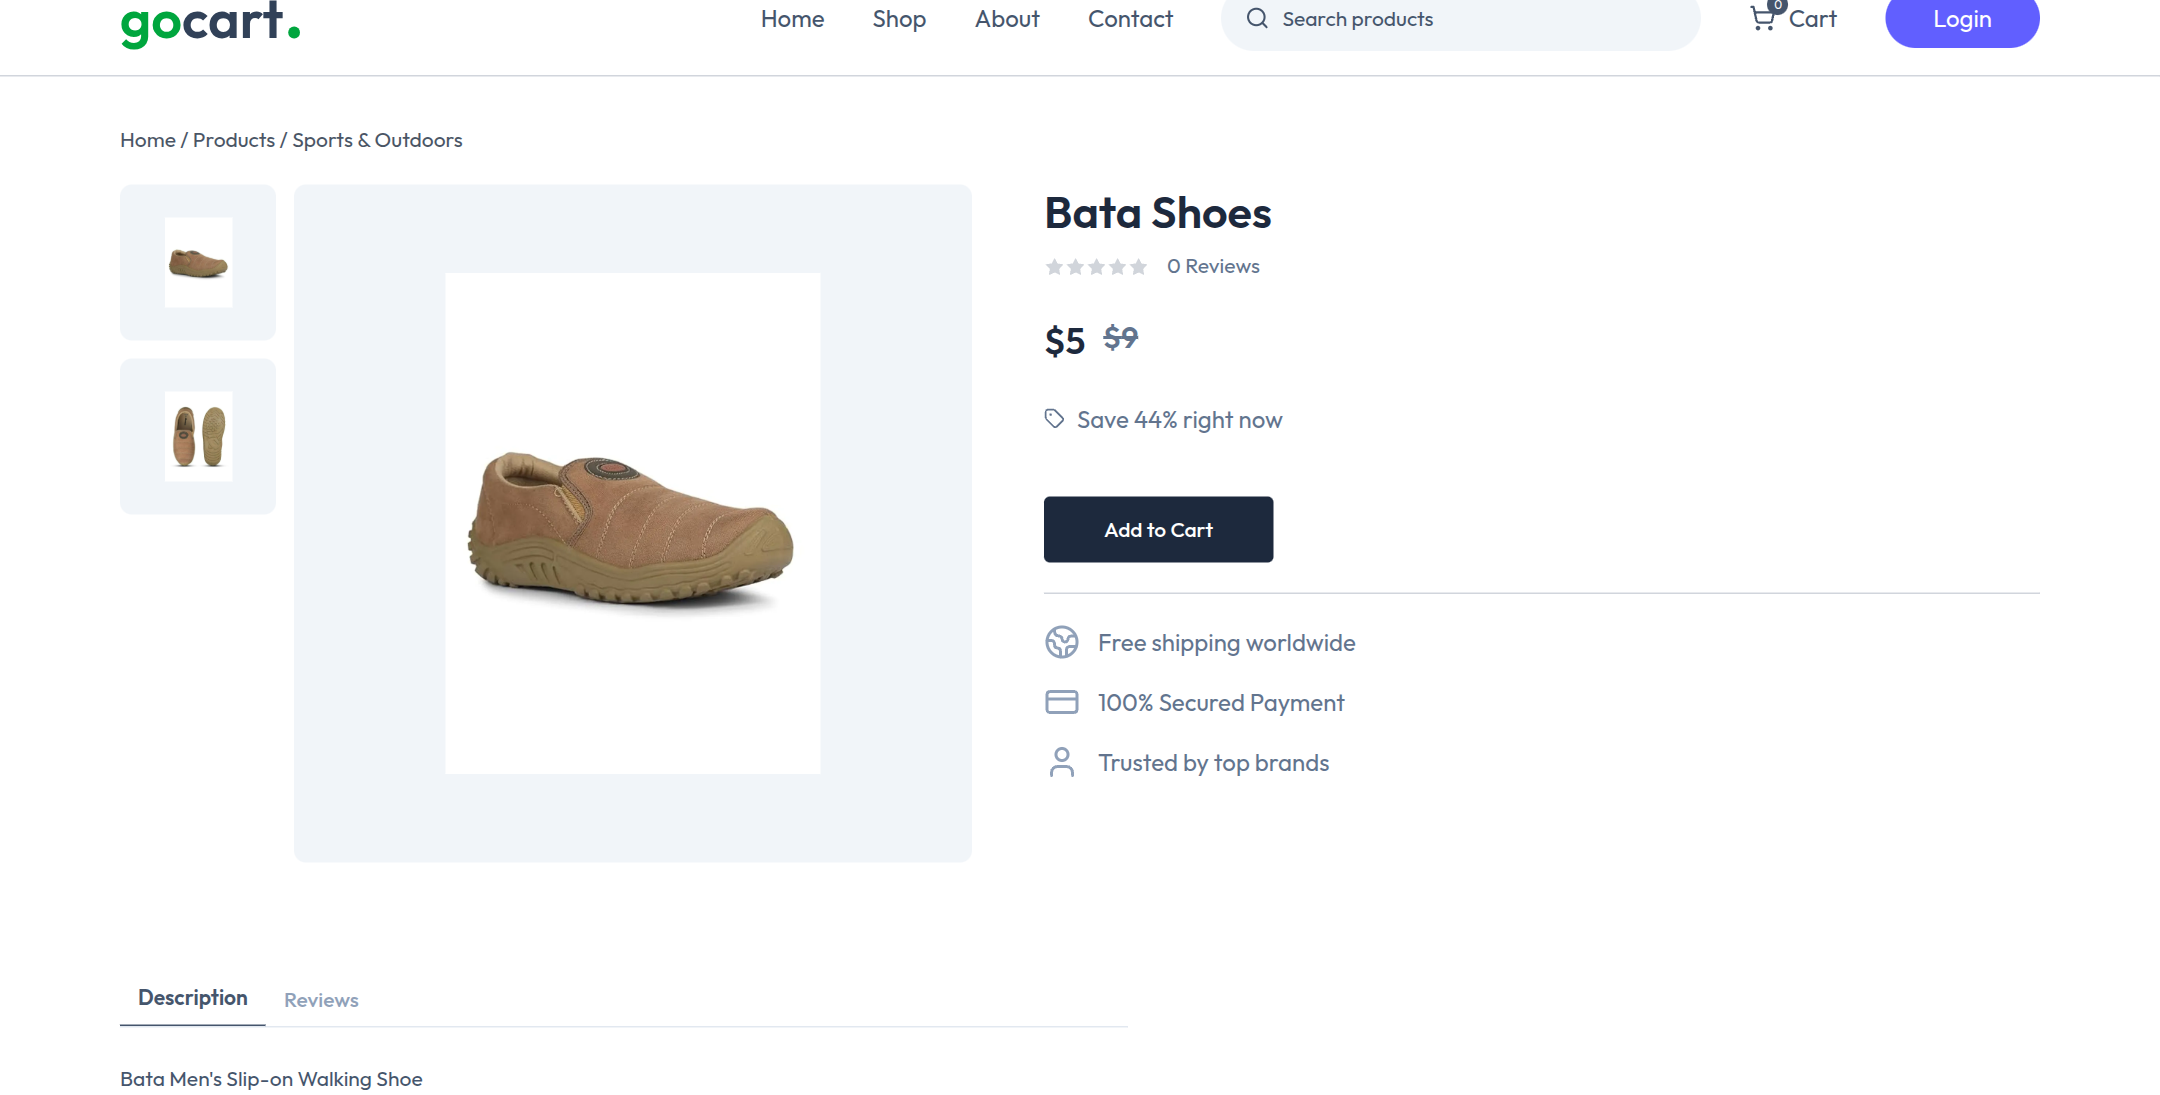 gocart.
Home Shop About Contact Search products 0 Cart Login
Home / Products / Sports & Outdoors
Bata Shoes
0 Reviews
$5 $9
Save 44% right now
Add to Cart
Free shipping worldwide
100% Secured Payment
Trusted by top brands
Description Reviews
Bata Men's Slip-on Walking Shoe